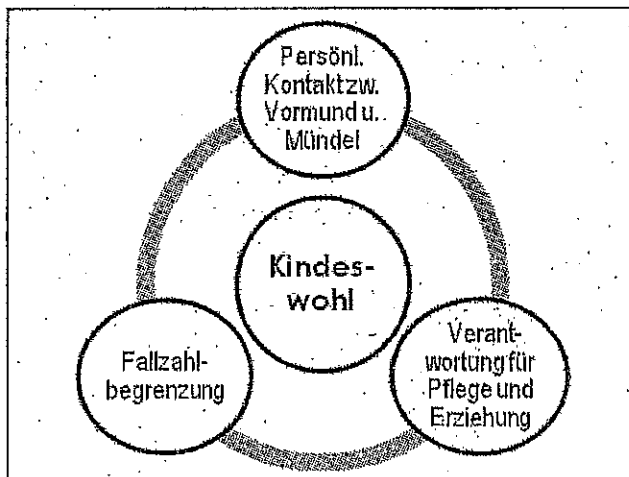 Persönl.
Kontakt zw.
Vormund u.
Mündel
Kindes-
wohl
Fallzahl-
begrenzung
Verant-
wortung für
Pflege und
Erziehung